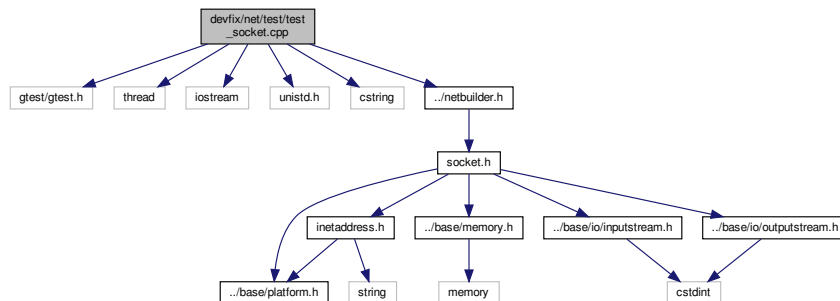 devfix/net/test/test
_socket.cpp
gtest/gtest.h
thread
iostream
unistd.h
cstring
../netbuilder.h
socket.h
inetaddress.h
../base/memory.h
../base/io/inputstream.h
../base/io/outputstream.h
../base/platform.h
string
memory
cstdint